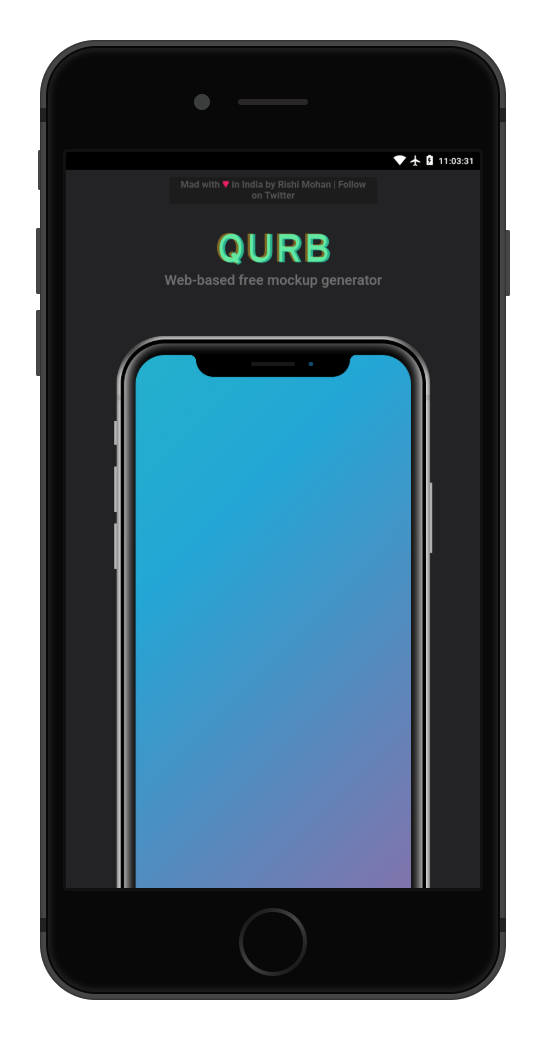 11:03:31
Mad with ♥ in India by Rishi Mohan | Follow
on Twitter
QURB
Web-based free mockup generator